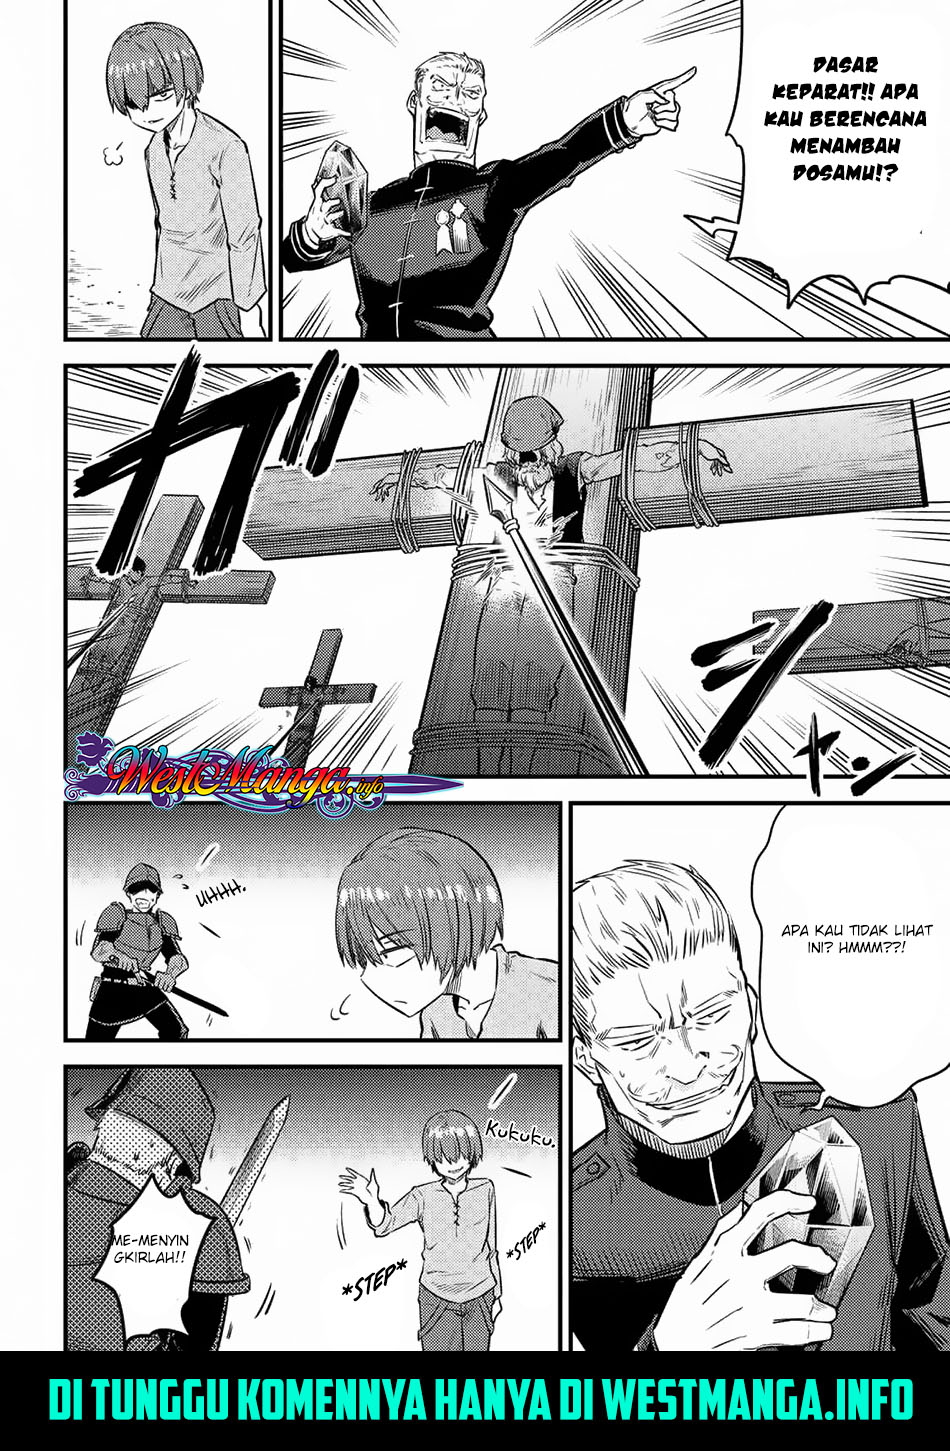 DASAR
KEPARAT!! APA
KAU BERENCANA
MENAMBAH
DOSAMU!?
ガシャン
WestManga.info
APA KAU TIDAK LIHAT
INI? HMMM??!
UHHH.
KUKUKU.
*STEP*
*STEP*
ME-MENYIN
GKIRLAH!!
DI TUNGGU KOMENNYA HANYA DI WESTMANGA.INFO